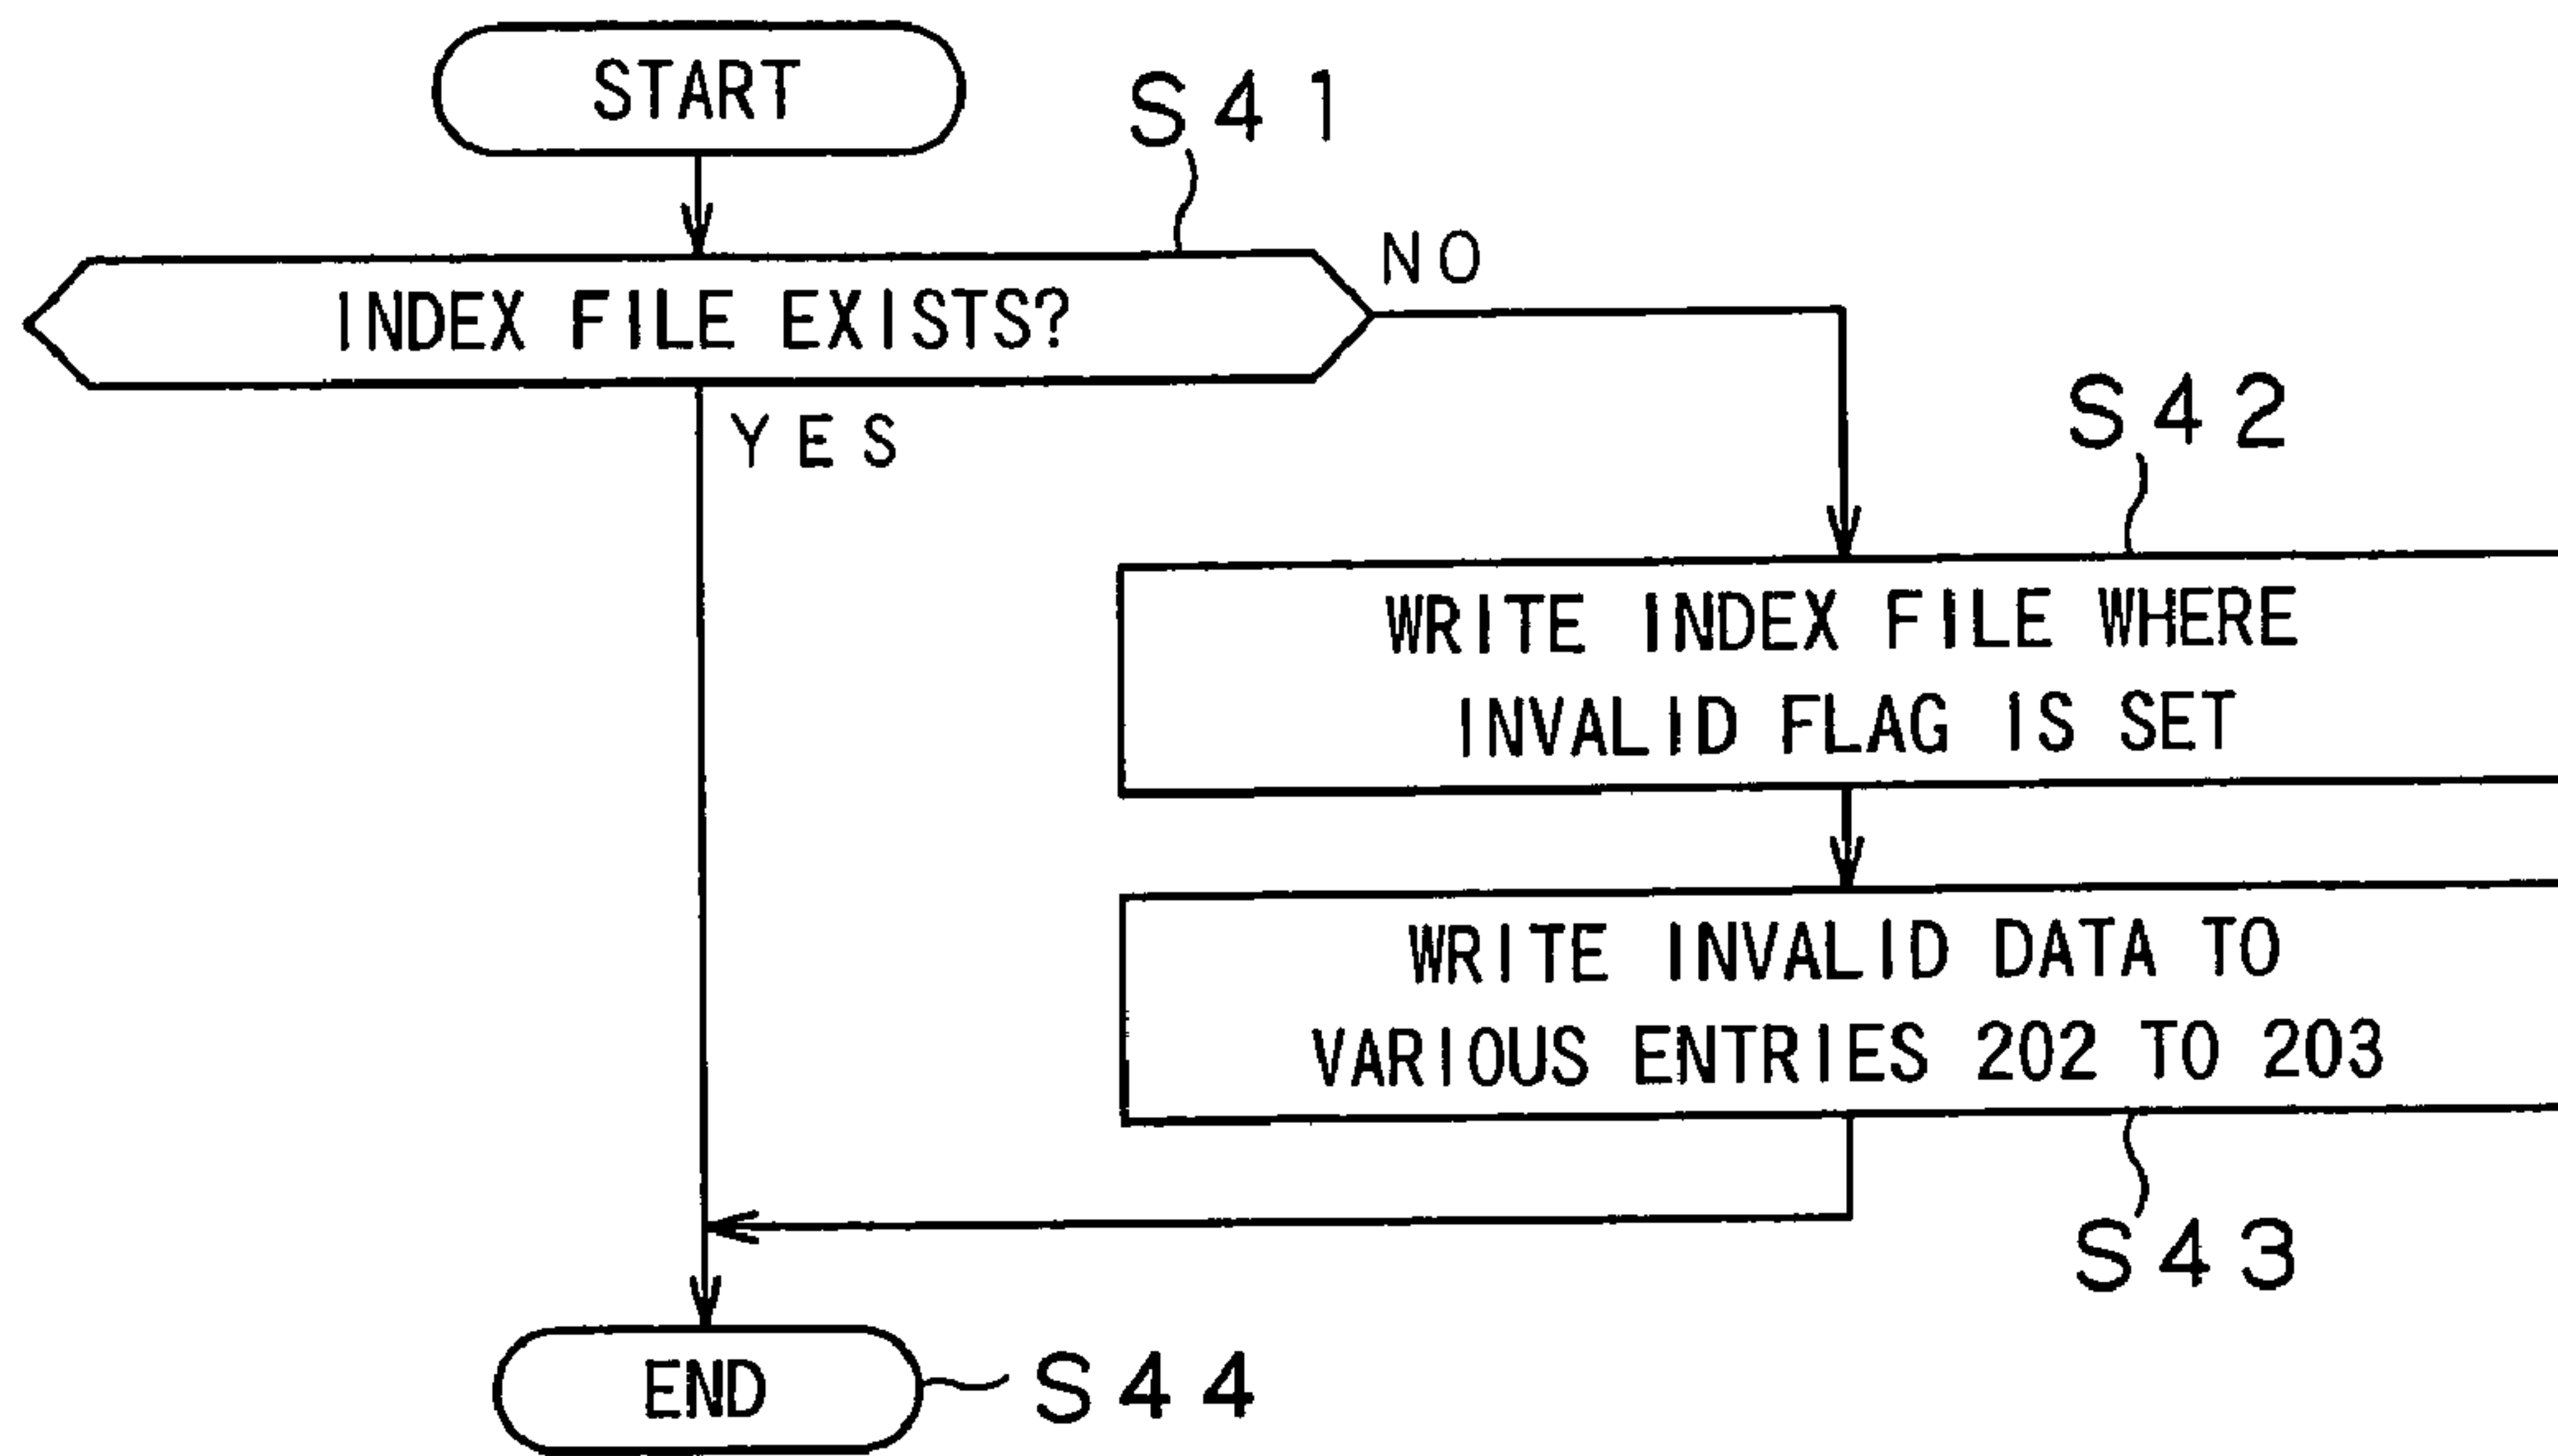 START
S41
INDEX FILE EXISTS?
NO
YES
S42
WRITE INDEX FILE WHERE
INVALID FLAG IS SET
WRITE INVALID DATA TO
VARIOUS ENTRIES 202 TO 203
S43
END
S44